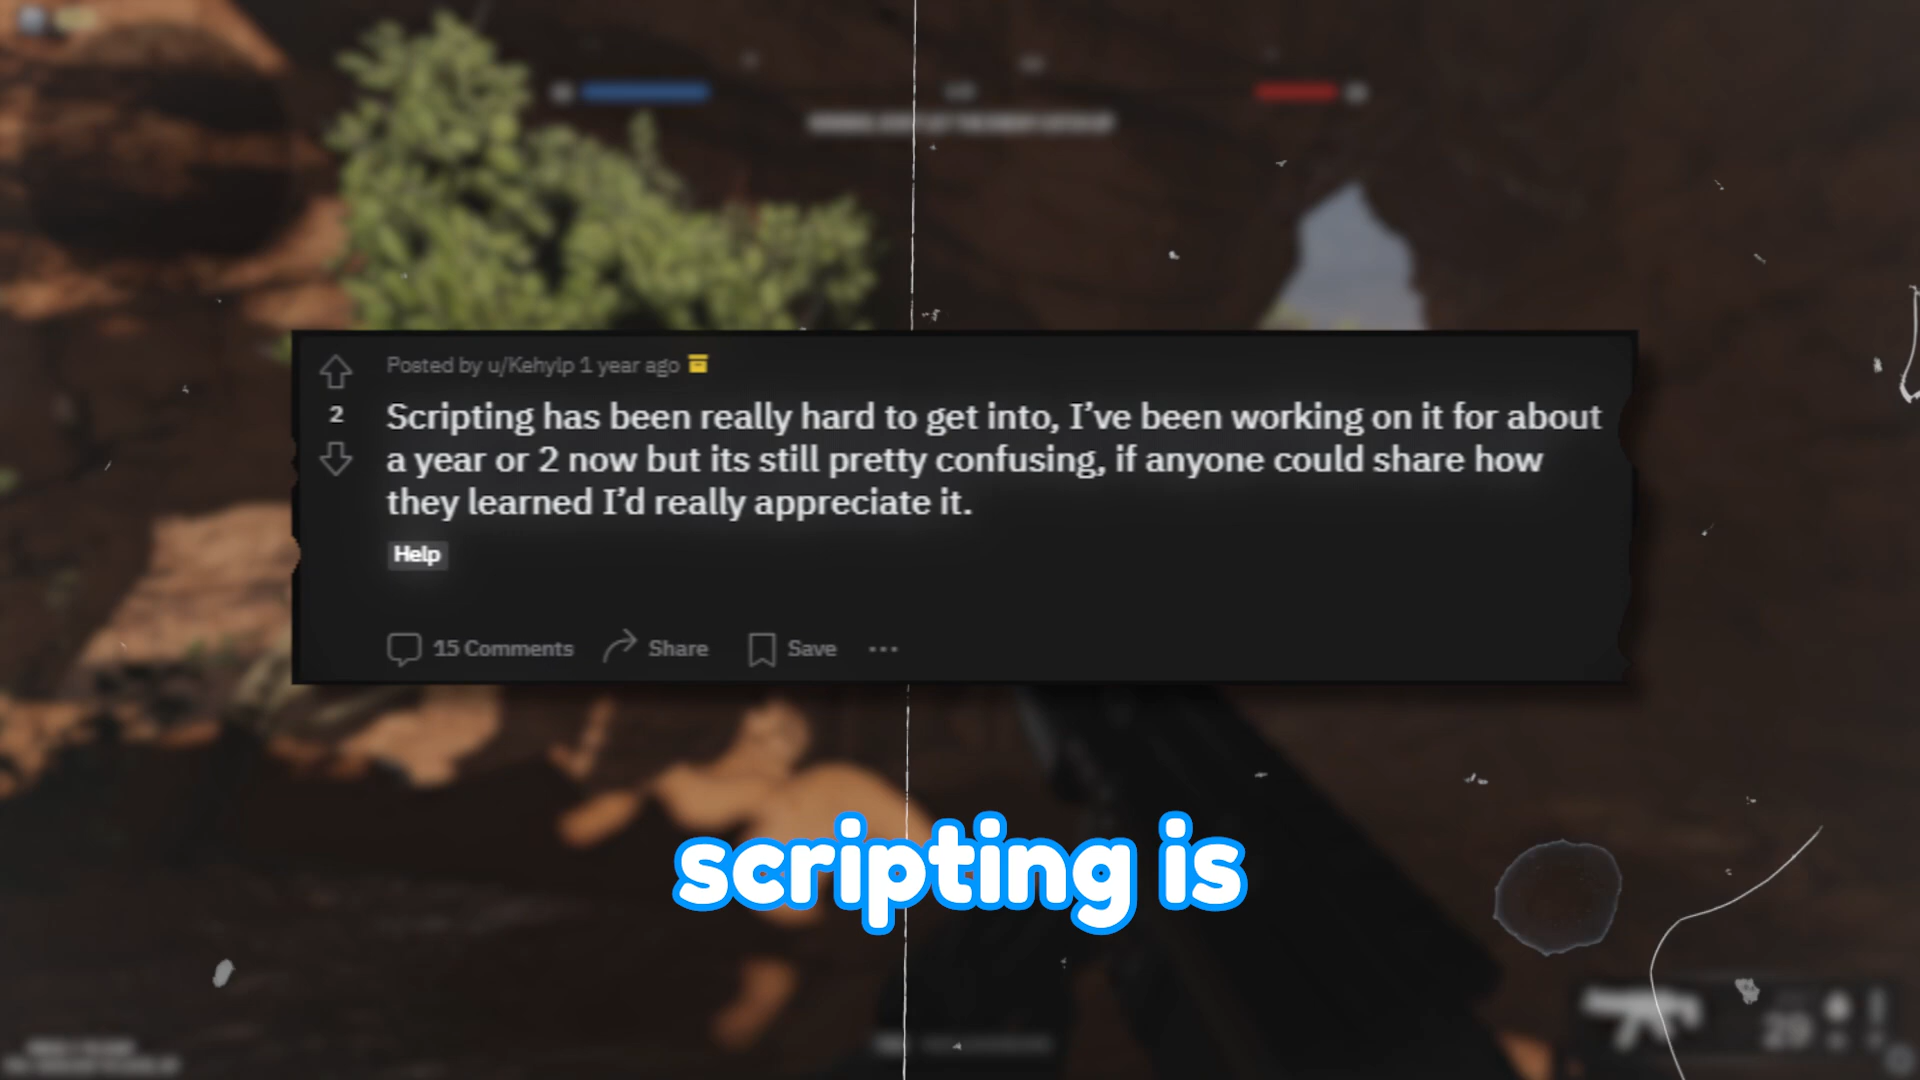 Posted by u/Kehylp 1 year ago
2
Scripting has been really hard to get into, I’ve been working on it for about
a year or 2 now but its still pretty confusing, if anyone could share how
they learned I’d really appreciate it.
Help
15 Comments Share Save
scripting is
29